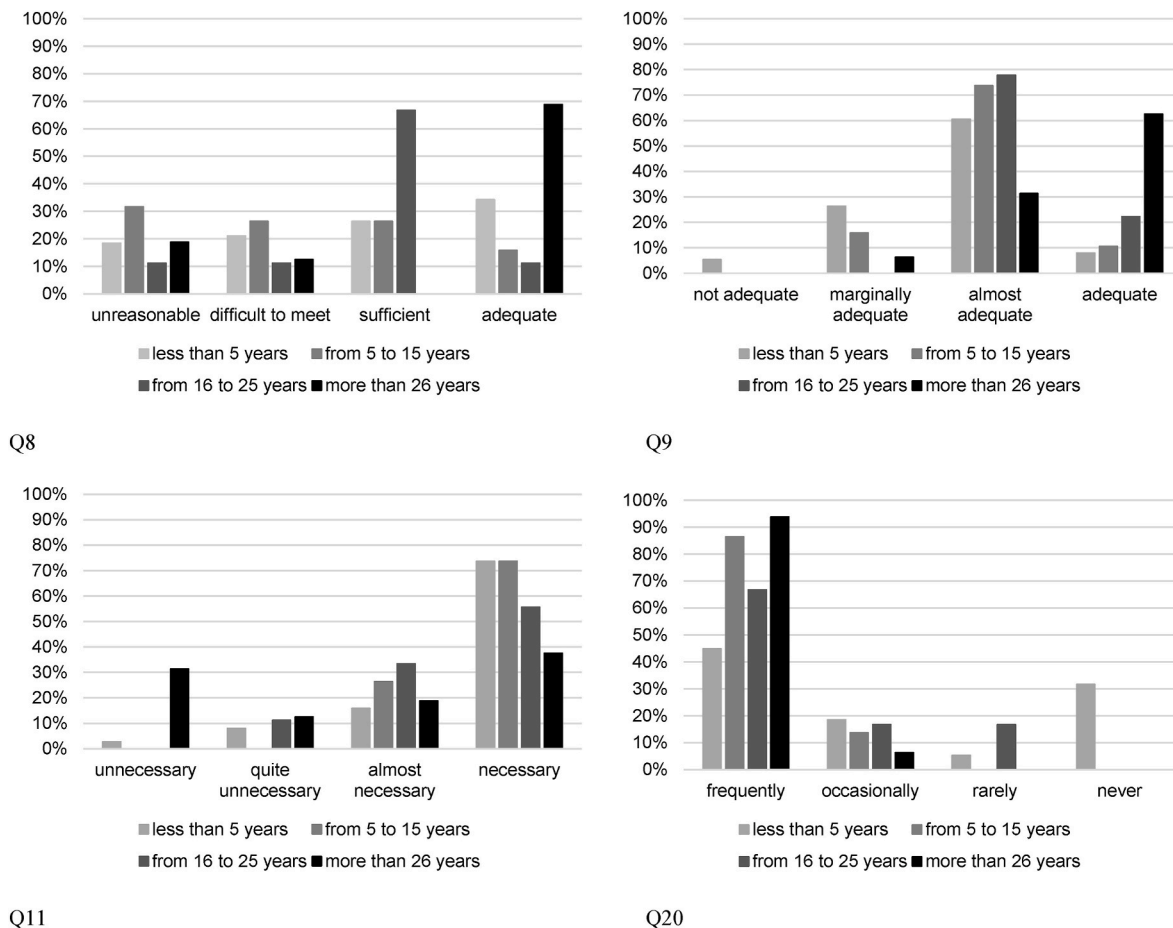 100%
90%
80%
70%
60%
50%
40%
30%
20%
10%
0%
unreasonable difficult to meet sufficient adequate
less than 5 years from 5 to 15 years
from 16 to 25 years more than 26 years
Q8
100%
90%
80%
70%
60%
50%
40%
30%
20%
10%
0%
not adequate marginally almost adequate
adequate adequate
less than 5 years from 5 to 15 years
from 16 to 25 years more than 26 years
Q9
100%
90%
80%
70%
60%
50%
40%
30%
20%
10%
0%
unnecessary quite almost necessary
unnecessary necessary
less than 5 years from 5 to 15 years
from 16 to 25 years more than 26 years
Q11
100%
90%
80%
70%
60%
50%
40%
30%
20%
10%
0%
frequently occasionally rarely never
less than 5 years from 5 to 15 years
from 16 to 25 years more than 26 years
Q20